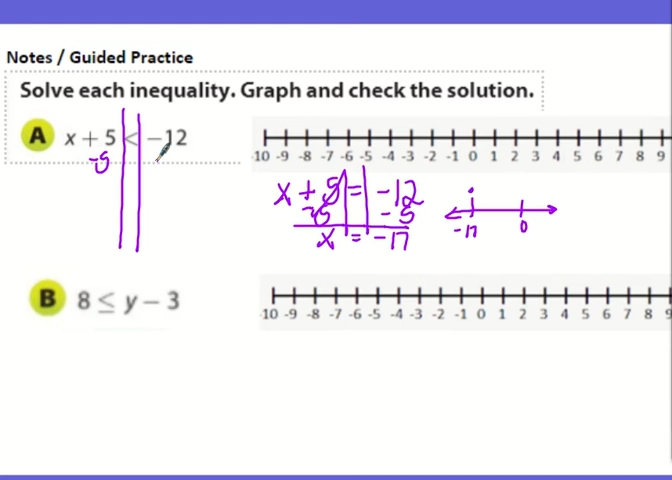 Notes / Guided Practice
Solve each inequality. Graph and check the solution.
A x + 5 < −12
-5
-10 -9 -8 -7 -6 -5 -4 -3 -2 -1 0 1 2 3 4 5 6 7 8 9
x + 5 = -12
-5 -5
x = -17
-17 0
B 8 ≤ y − 3
-10 -9 -8 -7 -6 -5 -4 -3 -2 -1 0 1 2 3 4 5 6 7 8 9